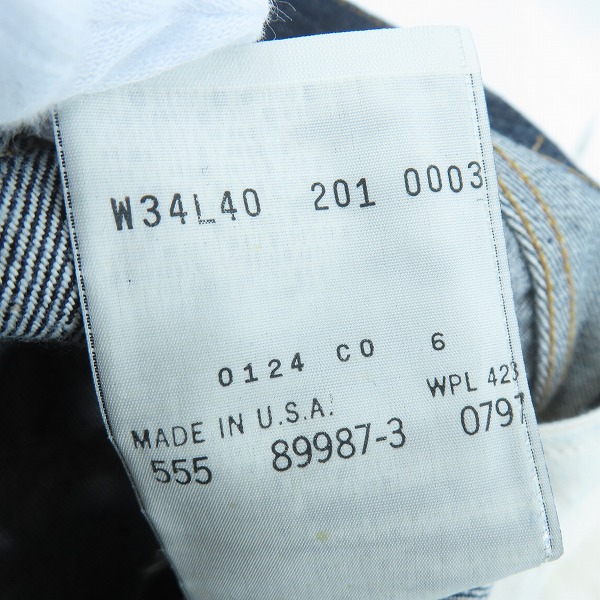 W34L40 201 0003
0124 CO 6
MADE IN U.S.A. WPL 423
555 89987-3 0797